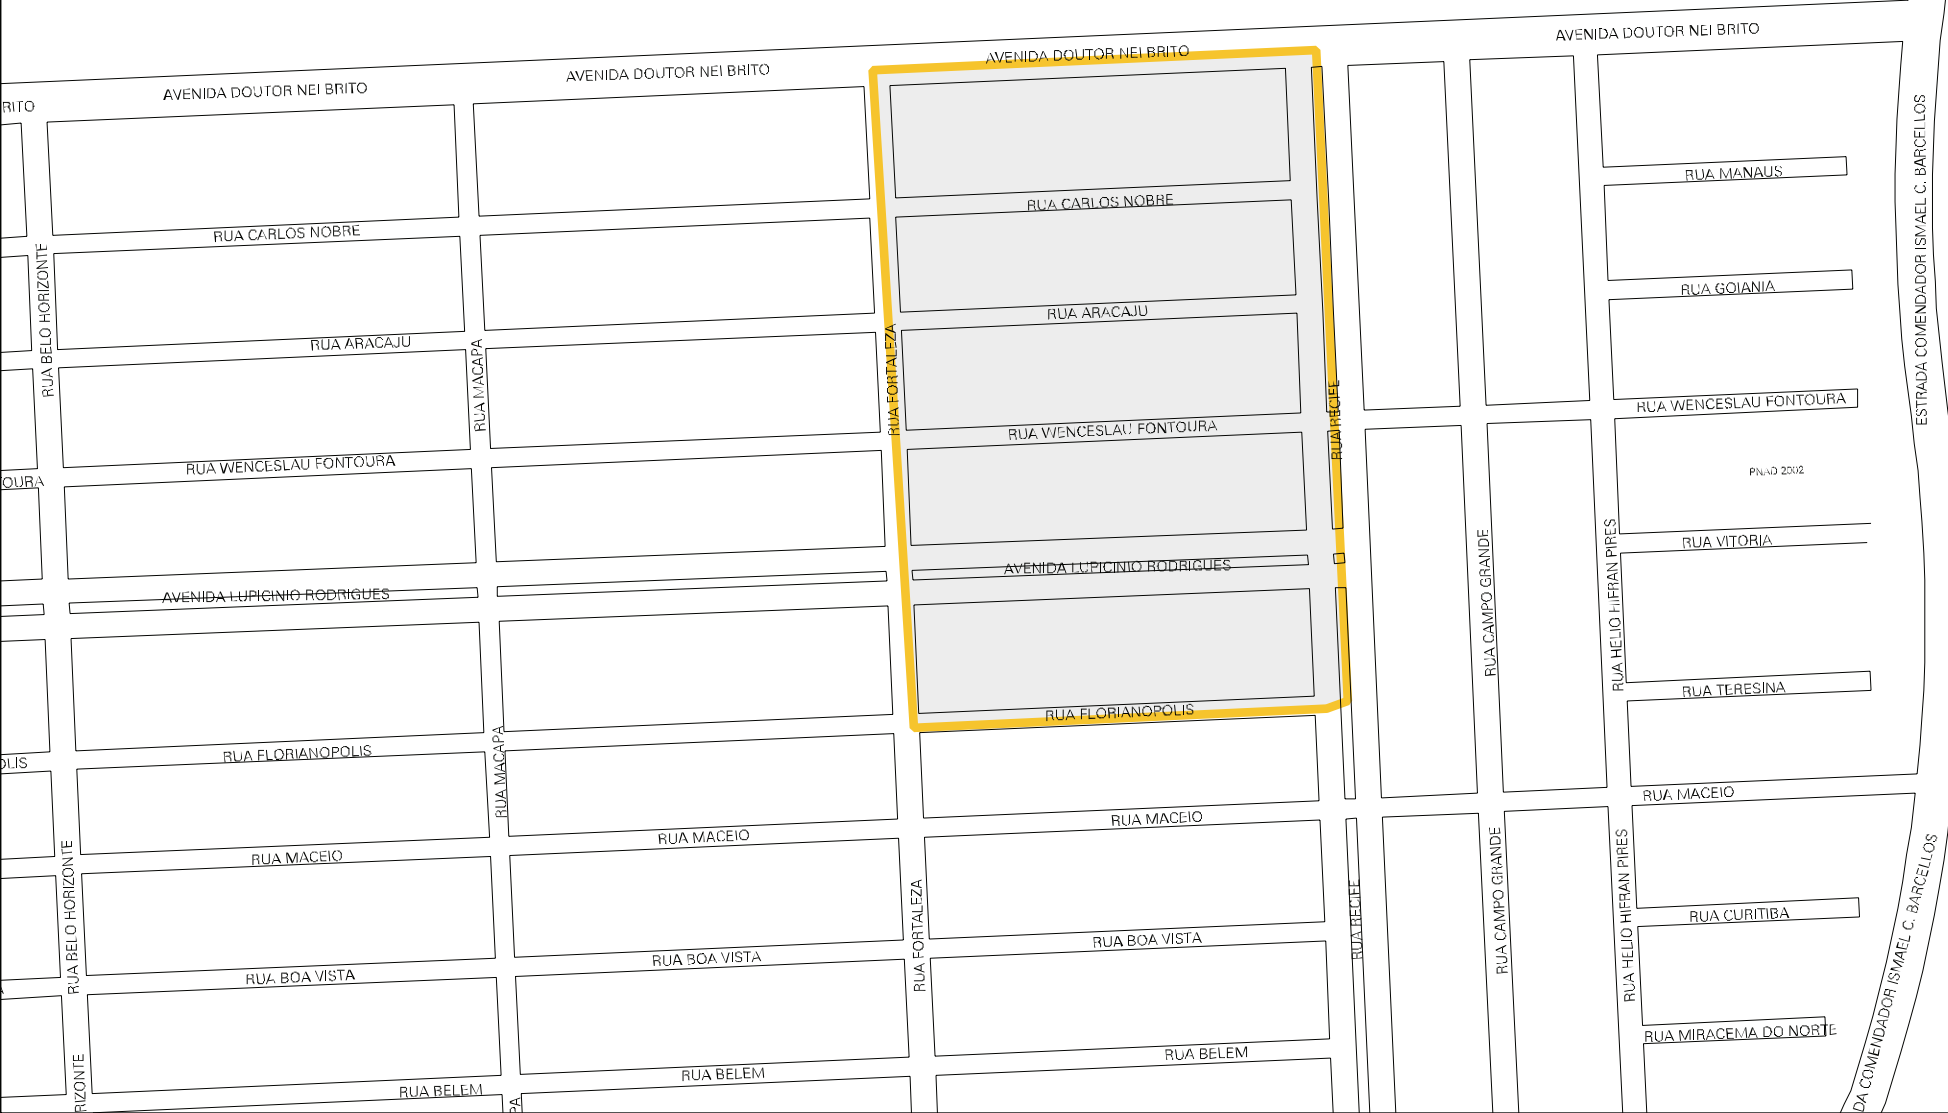 AVENIDA DOUTOR NEI BRITO
AVENIDA DOUTOR NEI BRITO
AVENIDA DOUTOR NEI BRITO
AVENIDA DOUTOR NEI BRITO
BRITO
RUA MANAUS
RUA CARLOS NOBRE
RUA CARLOS NOBRE
ESTRADA COMENDADOR ISMAEL C. BARCELLOS
RUA BELO HORIZONTE
RUA GOIANIA
RUA ARACAJU
RUA ARACAJU
RUA MACAPA
RUA FORTALEZA
RUA RECIFE
RUA WENCESLAU FONTOURA
RUA WENCESLAU FONTOURA
RUA WENCESLAU FONTOURA
TOURA
PNAD 2002
RUA VITORIA
AVENIDA LUPICINIO RODRIGUES
AVENIDA LUPICINIO RODRIGUES
RUA CAMPO GRANDE
RUA HELIO HIFRAN PIRES
RUA TERESINA
RUA FLORIANOPOLIS
RUA FLORIANOPOLIS
OLIS
RUA MACAPA
RUA MACEIO
RUA MACEIO
RUA MACEIO
RUA MACEIO
RUA BELO HORIZONTE
RUA FORTALEZA
RUA RECIFE
RUA CAMPO GRANDE
RUA HELIO HIFRAN PIRES
RUA CURITIBA
RUA BOA VISTA
RUA BOA VISTA
RUA BOA VISTA
DA COMENDADOR ISMAEL C. BARCELLOS
RUA MIRACEMA DO NORTE
RUA BELEM
RUA BELEM
RUA BELEM
RIZONTE
PA